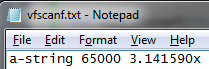 vfscanf.txt - Notepad
File Edit Format View Help
a-string 65000 3.141590x